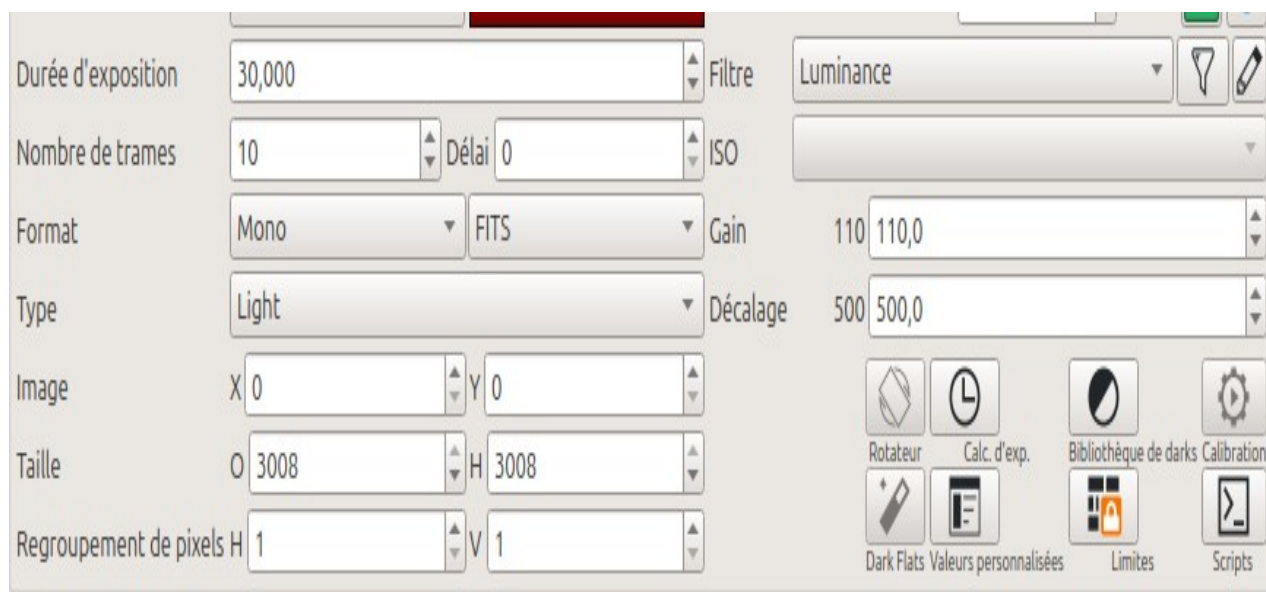 Durée d'exposition 30,000 Filtre Luminance
Nombre de trames 10 Délai 0 ISO
Format Mono FITS Gain 110 110,0
Type Light Décalage 500 500,0
Image X 0 Y 0
Taille O 3008 H 3008
Rotateur Calc. d'exp. Bibliothèque de darks Calibration
Regroupement de pixels H 1 V 1
Dark Flats Valeurs personnalisées Limites Scripts